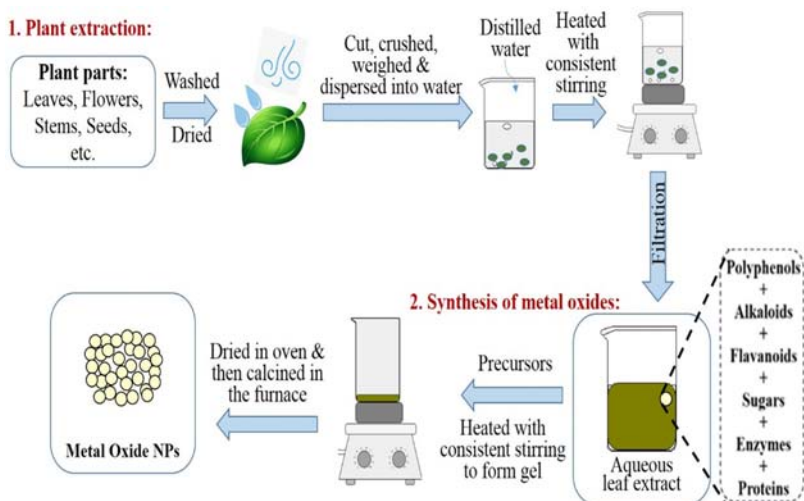 1. Plant extraction:
Plant parts:
Leaves, Flowers,
Stems, Seeds,
etc.
Washed
Dried
Cut, crushed,
weighed &
dispersed into water
Distilled
water
Heated
with
consistent
stirring
Filtration
Polyphenols
+
Alkaloids
+
Flavanoids
+
Sugars
+
Enzymes
+
Proteins
2. Synthesis of metal oxides:
Aqueous
leaf extract
Precursors
Heated with
consistent stirring
to form gel
Dried in oven &
then calcined in
the furnace
Metal Oxide NPs